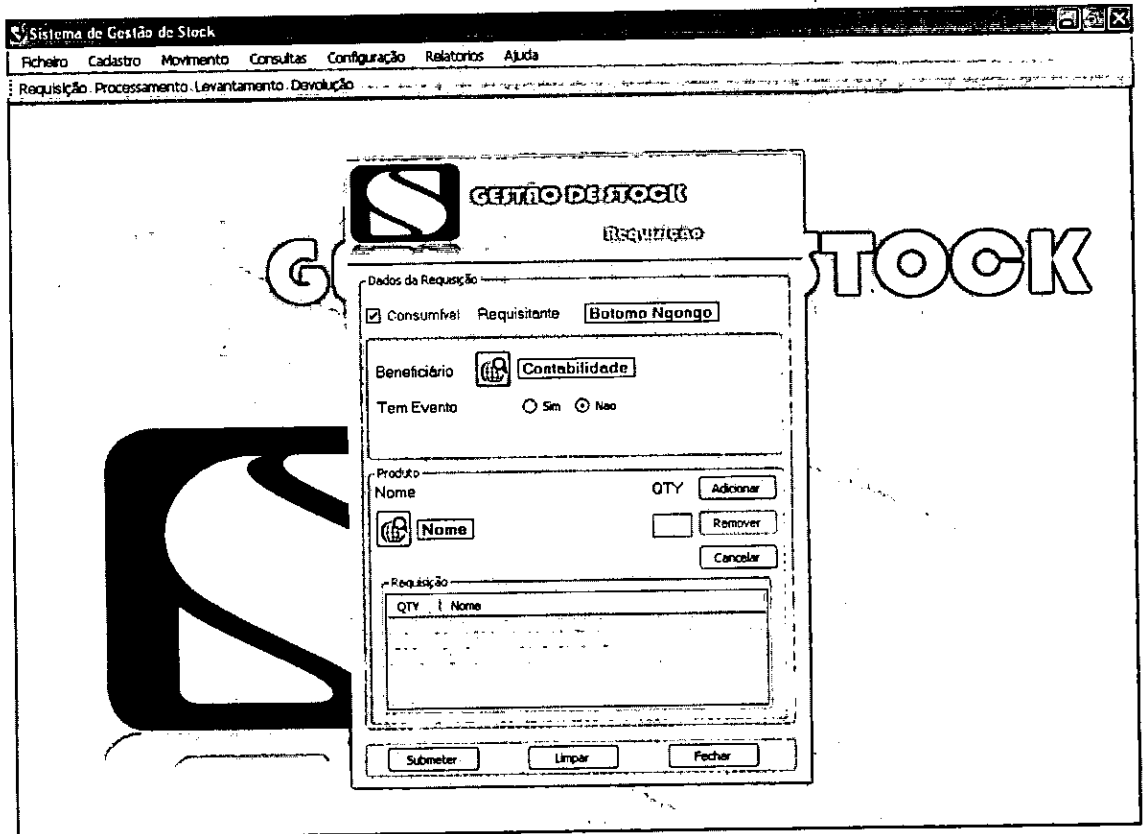 Sistema de Gestão de Stock
Ficheiro Cadastro Movimento Consultas Configuração Relatorios Ajuda
Requisição Processamento Levantamento Devolução
GESTÃO DE STOCK
Requisição
G STOCK
Dados da Requisição
Consumível Requisitante Botomo Ngongo
Beneficiário Contabilidade
Tem Evento Sim Nao
Produto
Nome QTY Adicionar
Nome Remover
Cancelar
Requisição
QTY Nome
Submeter Limpar Fechar